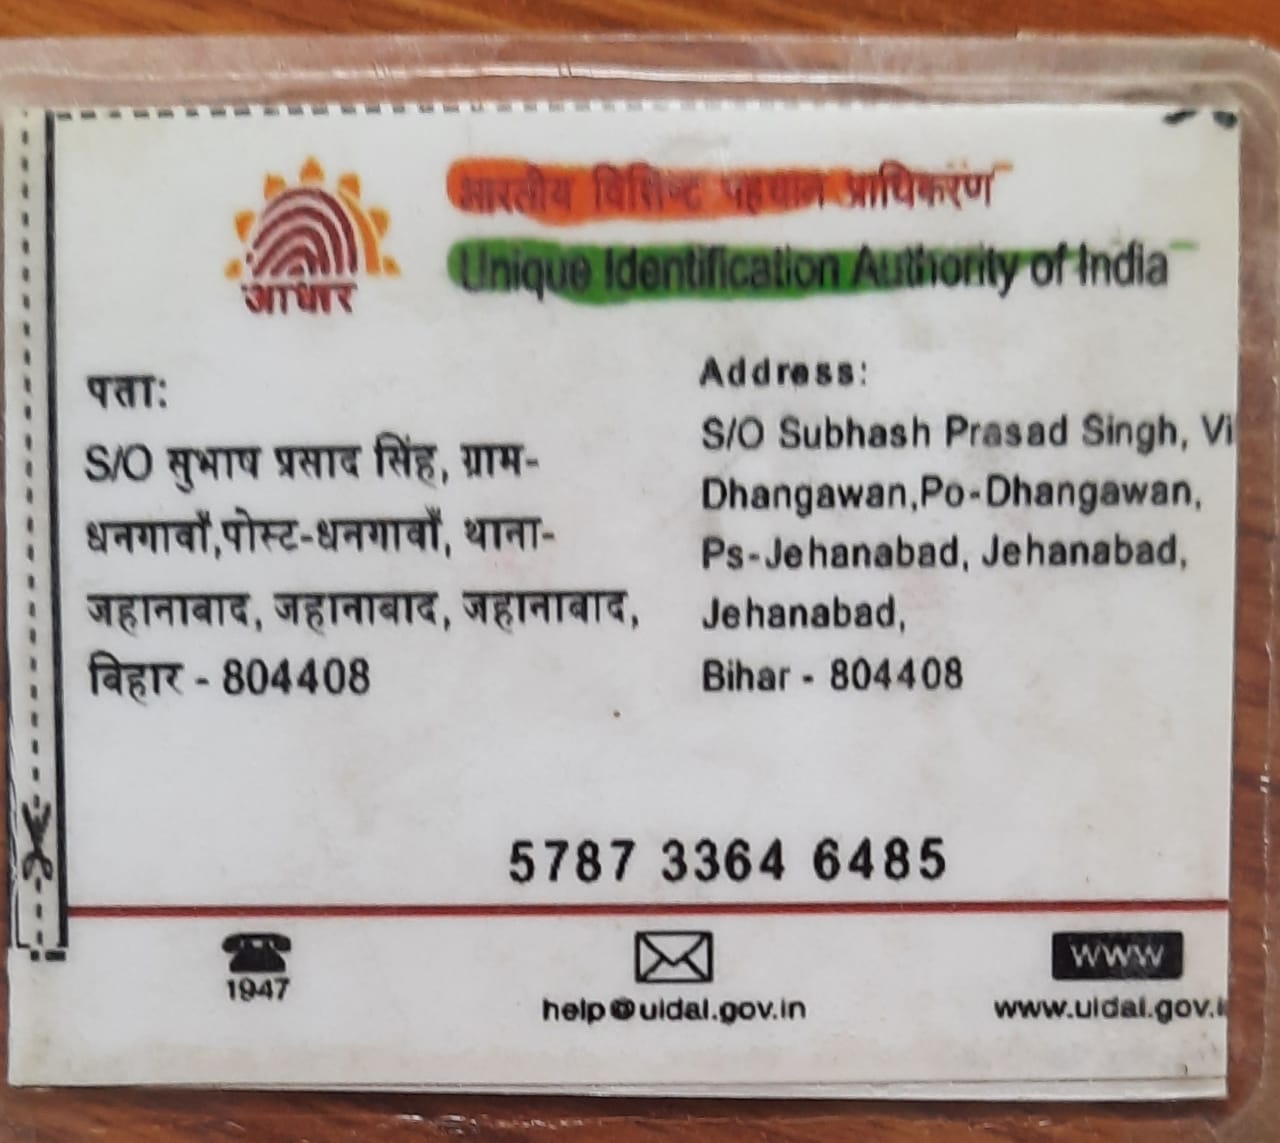 आधार
भारतीय विशिष्ट पहचान प्राधिकरण
Unique Identification Authority of India
पता:
S/O सुभाष प्रसाद सिंह, ग्राम-
धनगावाँ,पोस्ट-धनगावाँ, थाना-
जहानाबाद, जहानाबाद, जहानाबाद,
बिहार - 804408
Address:
S/O Subhash Prasad Singh, Vi
Dhangawan,Po-Dhangawan,
Ps-Jehanabad, Jehanabad,
Jehanabad,
Bihar - 804408
5787 3364 6485
1947
help@uidai.gov.in
www
www.uidai.gov.i